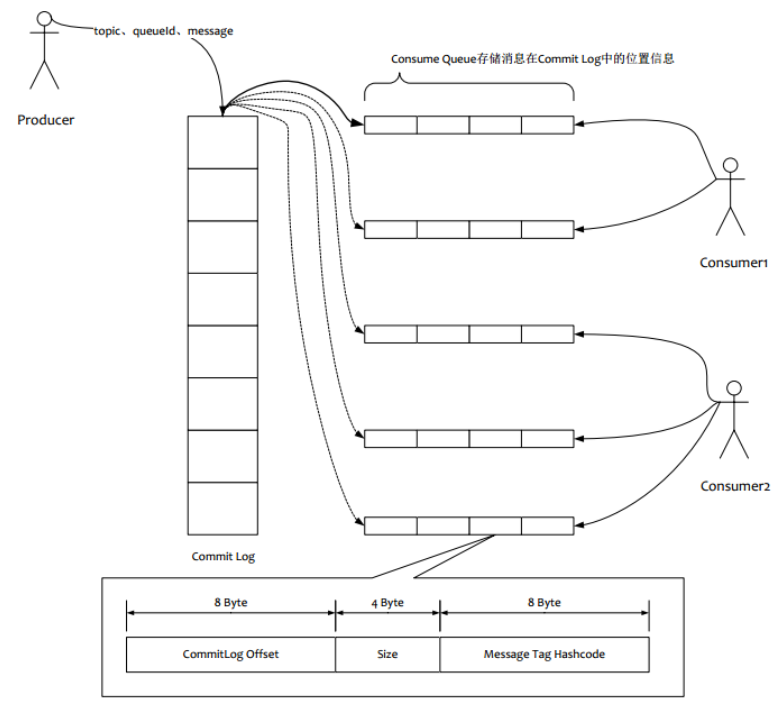 topic、queueId、message
Consume Queue存储消息在Commit Log中的位置信息
Producer
Consumer1
Consumer2
Commit Log
8 Byte
4 Byte
8 Byte
CommitLog Offset
Size
Message Tag Hashcode